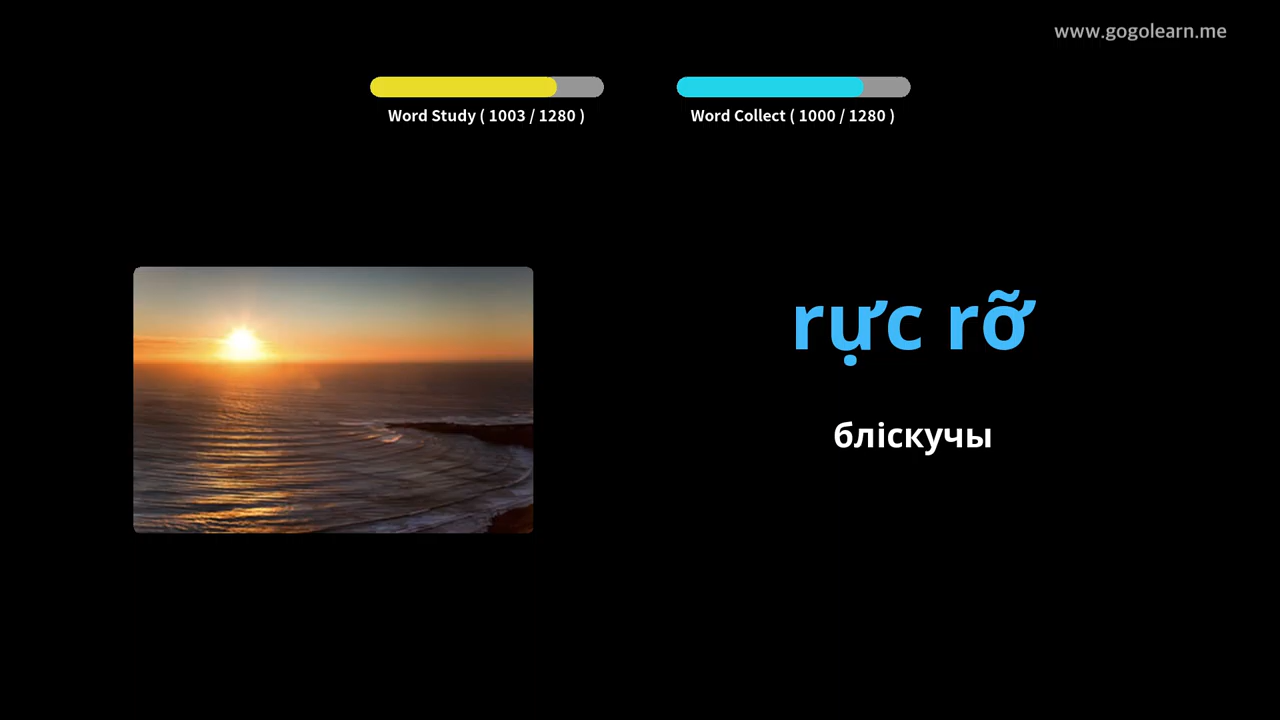 www.gogolearn.me
Word Study ( 1003 / 1280 )
Word Collect ( 1000 / 1280 )
rực rỡ
бліскучы